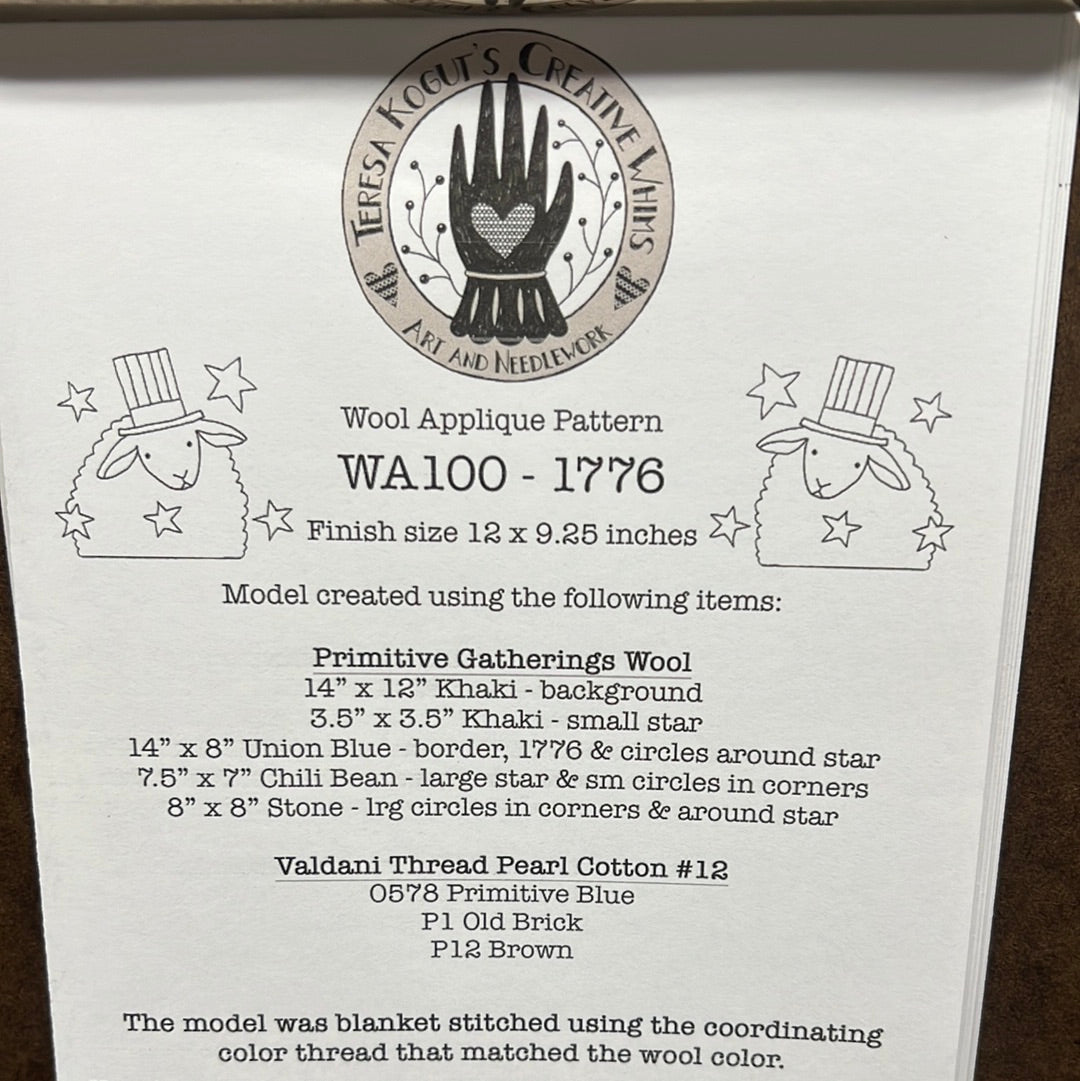 TERESA KOGUT'S CREATIVE WHIMS
ART AND NEEDLEWORK
Wool Applique Pattern
WA100 - 1776
Finish size 12 x 9.25 inches
Model created using the following items:
Primitive Gatherings Wool
14” x 12” Khaki - background
3.5” x 3.5” Khaki - small star
14” x 8” Union Blue - border, 1776 & circles around star
7.5” x 7” Chili Bean - large star & sm circles in corners
8” x 8” Stone - lrg circles in corners & around star
Valdani Thread Pearl Cotton #12
0578 Primitive Blue
P1 Old Brick
P12 Brown
The model was blanket stitched using the coordinating
color thread that matched the wool color.